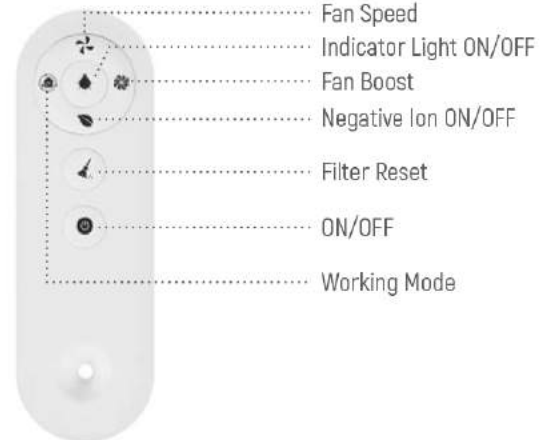 Fan Speed
Indicator Light ON/OFF
Fan Boost
Negative Ion ON/OFF
Filter Reset
ON/OFF
Working Mode